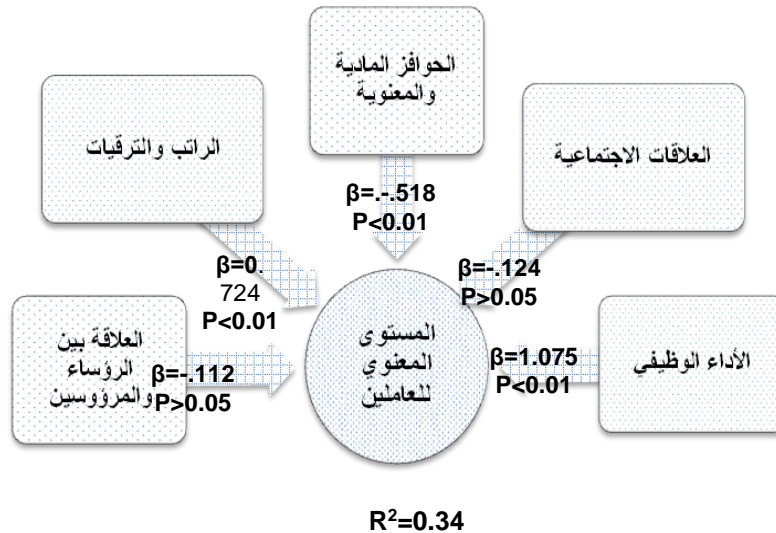 الحوافز المادية
والمعنوية
الراتب والترقيات
العلاقات الاجتماعية
β=.-.518
P<0.01
β=0.
724
P<0.01
β=-.124
P>0.05
العلاقة بين
الرؤساء
والمرؤوسين
β=-.112
P>0.05
المستوى
المعنوي
للعاملين
β=1.075
P<0.01
الأداء الوظيفي
R²=0.34